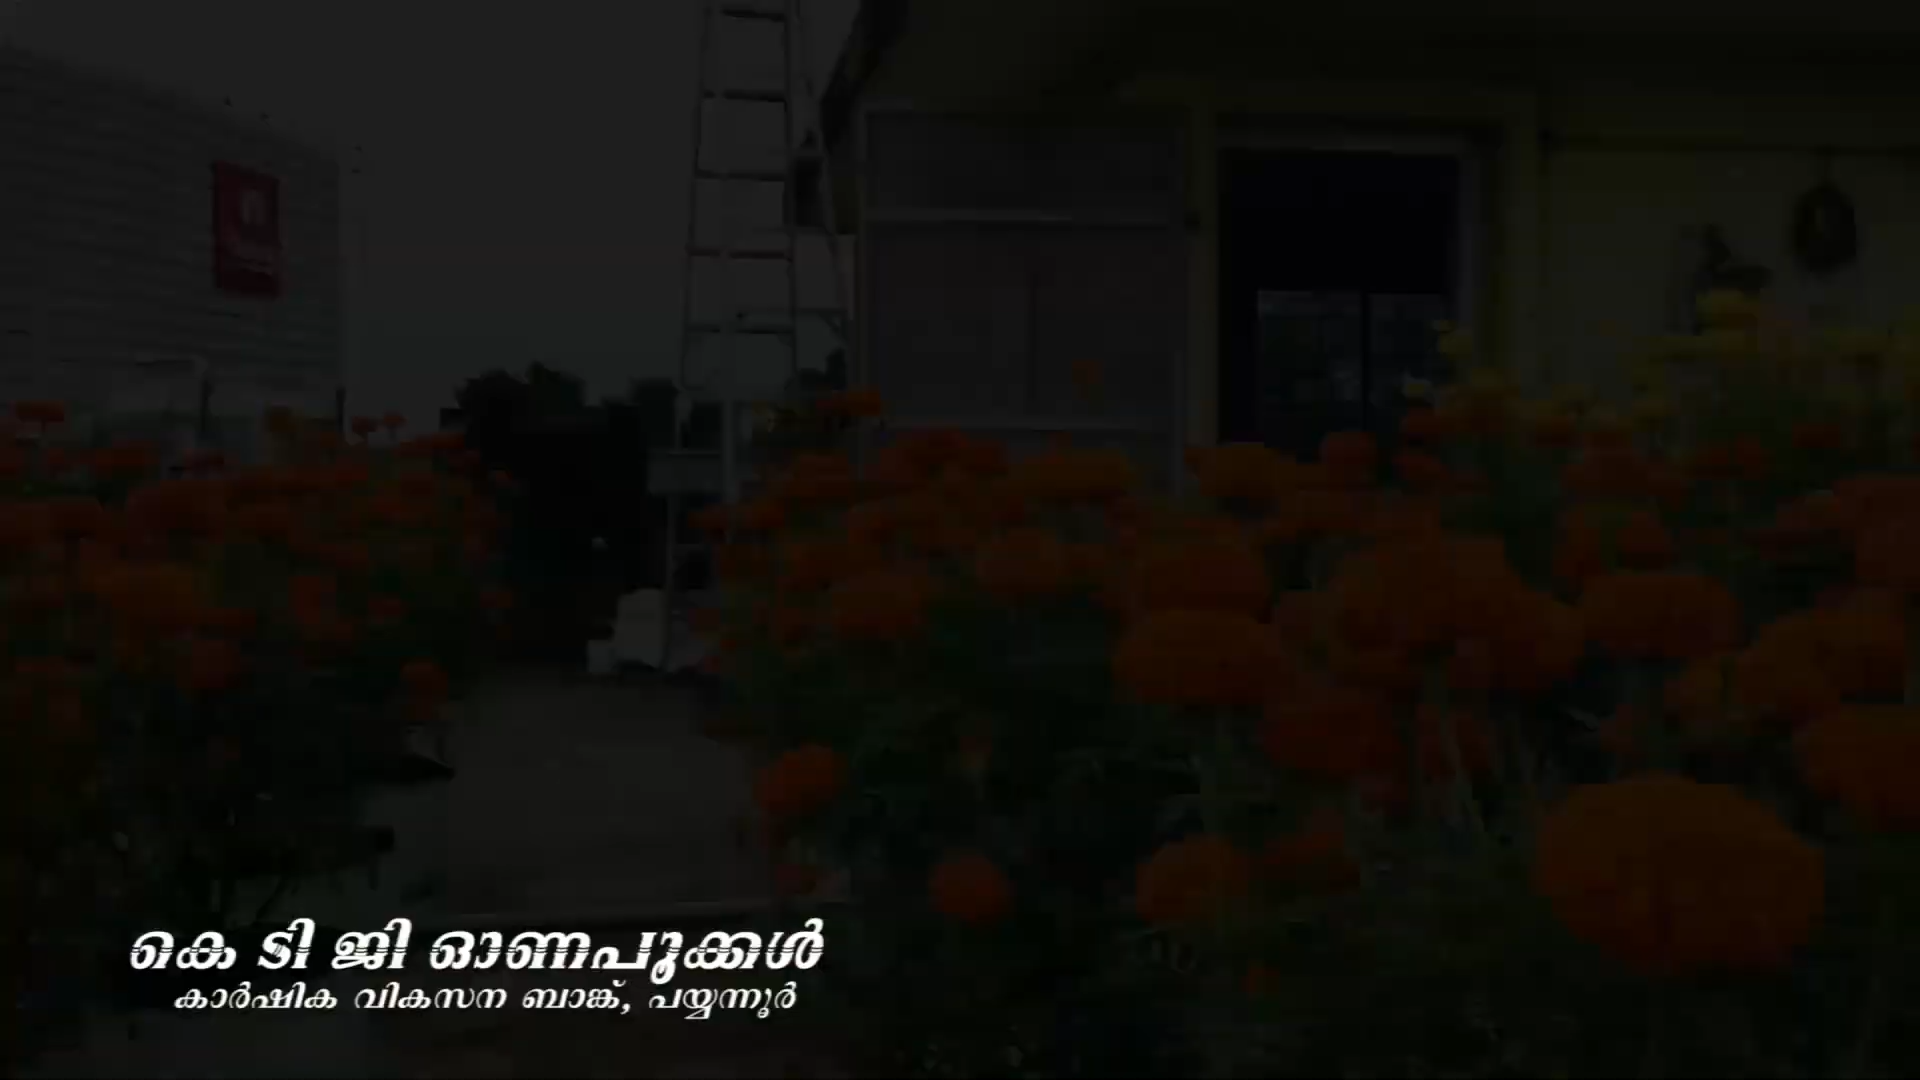 കെ ടി ജി ഓണപൂക്കൾ
കാർഷിക വികസന ബാങ്ക്, പയ്യന്നൂർ